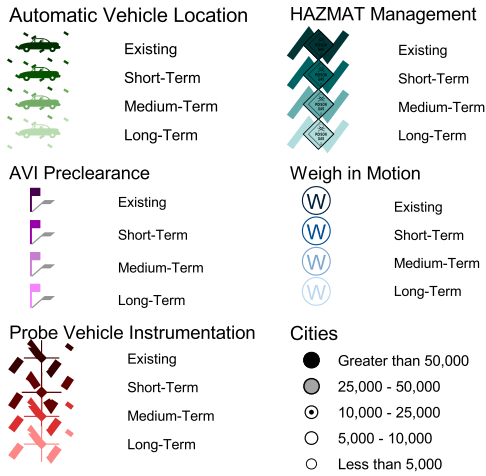 Automatic Vehicle Location
Existing
Short-Term
Medium-Term
Long-Term
HAZMAT Management
Existing
Short-Term
Medium-Term
Long-Term
AVI Preclearance
Existing
Short-Term
Medium-Term
Long-Term
Weigh in Motion
W Existing
W Short-Term
W Medium-Term
W Long-Term
Probe Vehicle Instrumentation
Existing
Short-Term
Medium-Term
Long-Term
Cities
Greater than 50,000
25,000 - 50,000
10,000 - 25,000
5,000 - 10,000
Less than 5,000